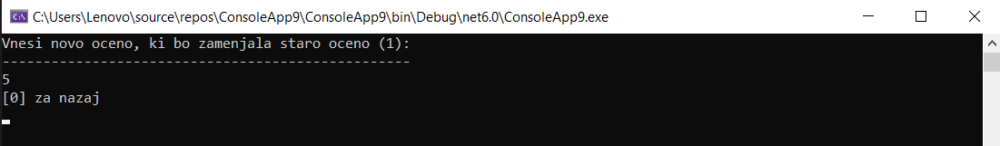 C:\Users\Lenovo\source\repos\ConsoleApp9\ConsoleApp9\bin\Debug\net6.0\ConsoleApp9.exe
Vnesi novo oceno, ki bo zamenjala staro oceno (1):
--------------------------------------------------
5
[0] za nazaj